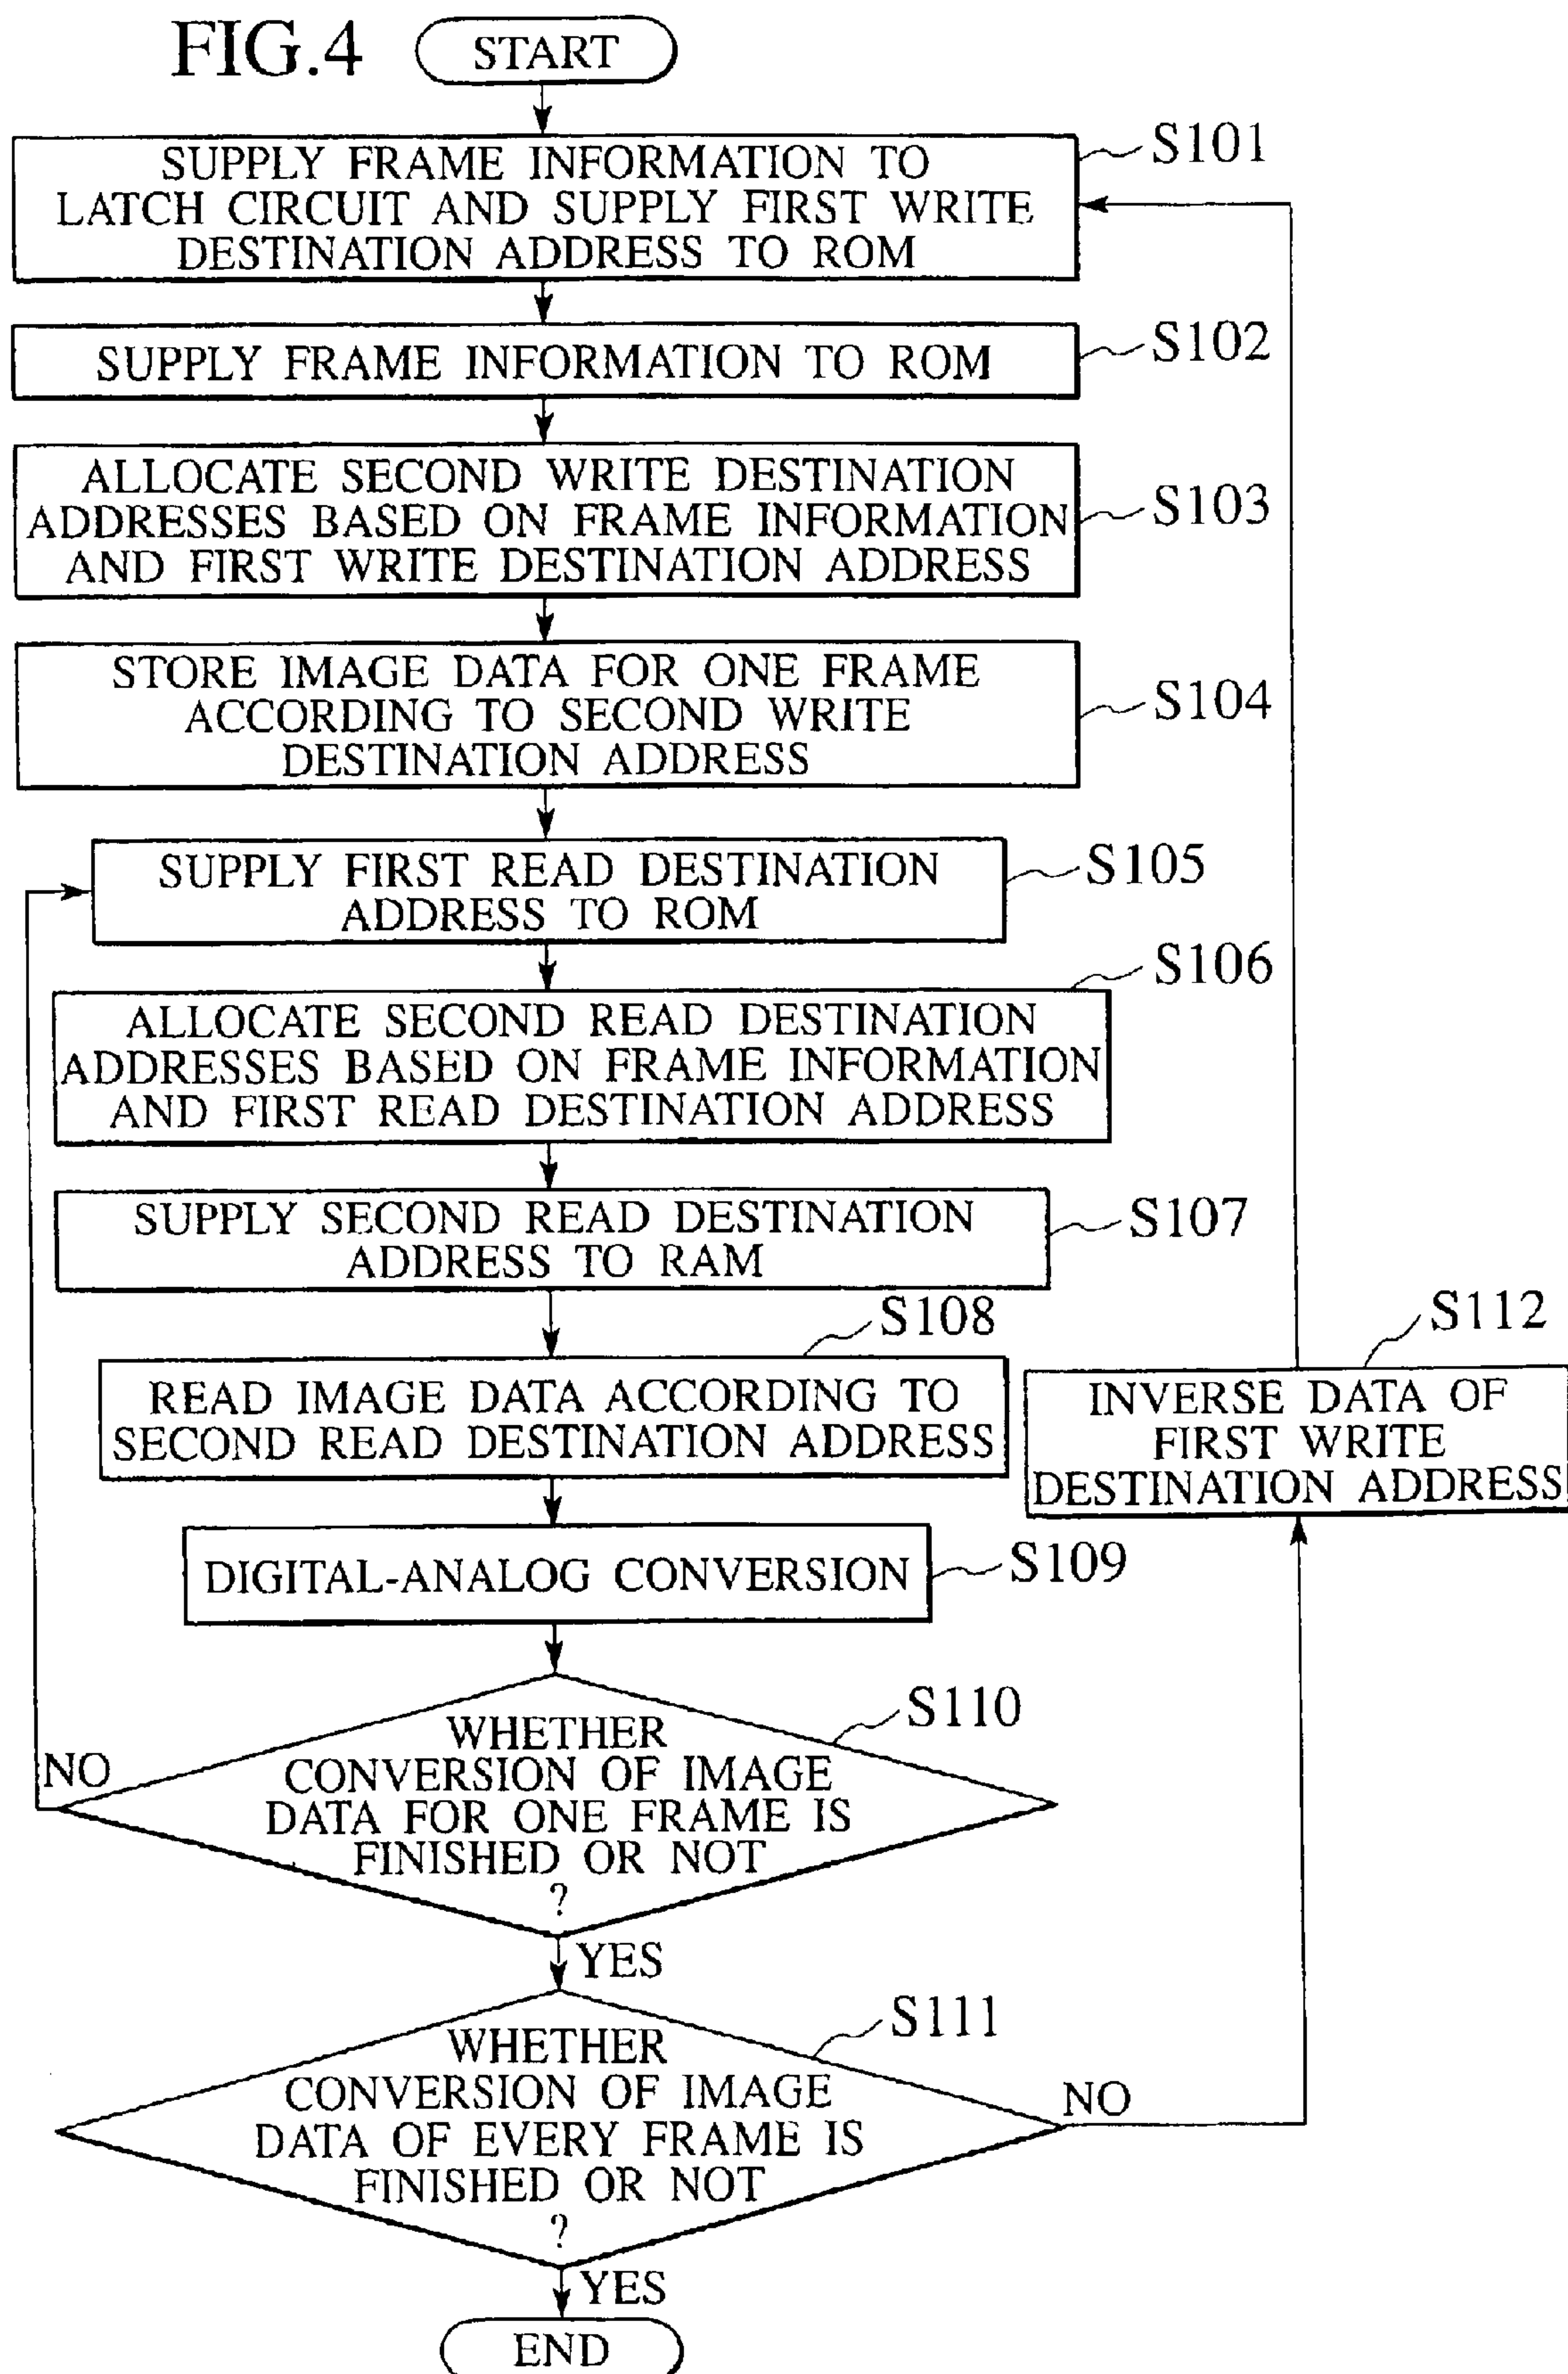 FIG.4
START
SUPPLY FRAME INFORMATION TO
LATCH CIRCUIT AND SUPPLY FIRST WRITE
DESTINATION ADDRESS TO ROM
S101
SUPPLY FRAME INFORMATION TO ROM
S102
ALLOCATE SECOND WRITE DESTINATION
ADDRESSES BASED ON FRAME INFORMATION
AND FIRST WRITE DESTINATION ADDRESS
S103
STORE IMAGE DATA FOR ONE FRAME
ACCORDING TO SECOND WRITE
DESTINATION ADDRESS
S104
SUPPLY FIRST READ DESTINATION
ADDRESS TO ROM
S105
S106
ALLOCATE SECOND READ DESTINATION
ADDRESSES BASED ON FRAME INFORMATION
AND FIRST READ DESTINATION ADDRESS
SUPPLY SECOND READ DESTINATION
ADDRESS TO RAM
S107
S108
READ IMAGE DATA ACCORDING TO
SECOND READ DESTINATION ADDRESS
S112
INVERSE DATA OF
FIRST WRITE
DESTINATION ADDRESS
DIGITAL-ANALOG CONVERSION
S109
S110
WHETHER
CONVERSION OF IMAGE
DATA FOR ONE FRAME IS
FINISHED OR NOT
?
NO
YES
S111
WHETHER
CONVERSION OF IMAGE
DATA OF EVERY FRAME IS
FINISHED OR NOT
?
NO
YES
END